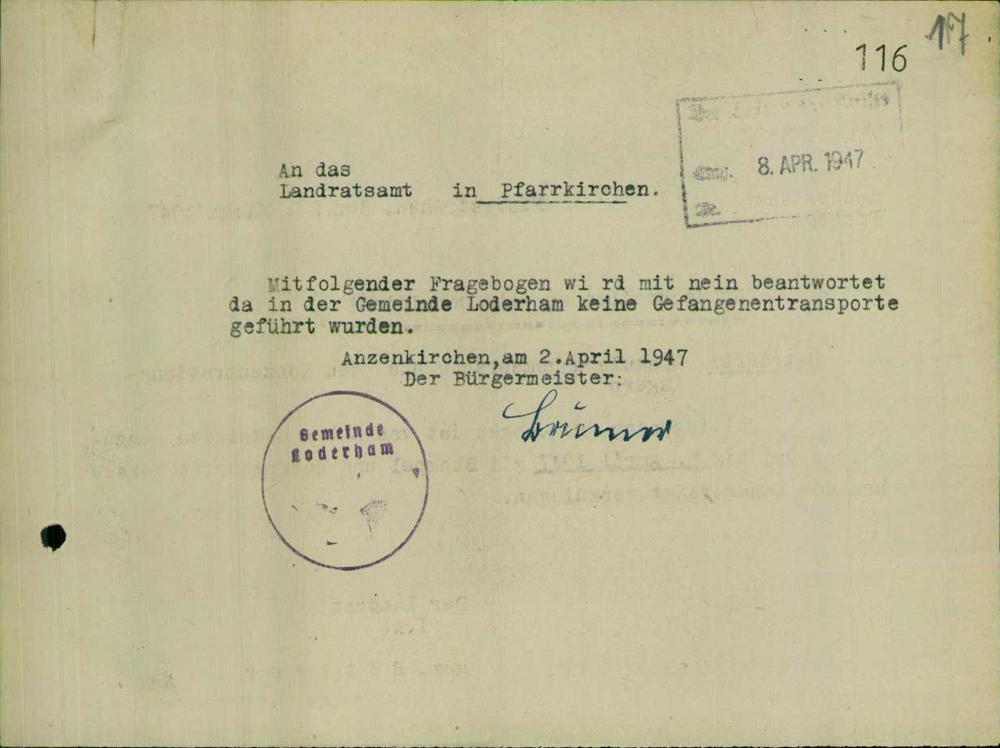 17
116
8. APR. 1947
An das
Landratsamt in Pfarrkirchen.
Mitfolgender Fragebogen wi rd mit nein beantwortet
da in der Gemeinde Loderham keine Gefangenentransporte
geführt wurden.
Anzenkirchen,am 2.April 1947
Der Bürgermeister:
Gemeinde
Loderham